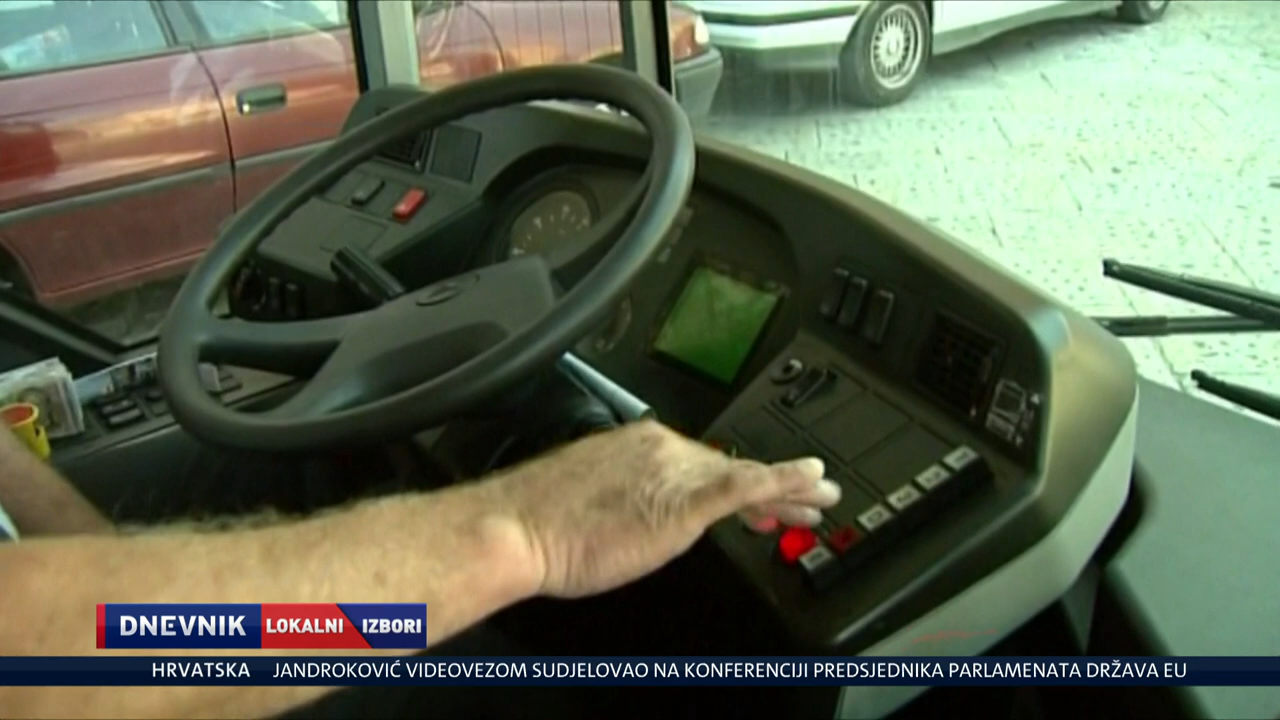 DNEVNIK LOKALNI IZBORI
HRVATSKA JANDROKOVIĆ VIDEOVEZOM SUDJELOVAO NA KONFERENCIJI PREDSJEDNIKA PARLAMENATA DRŽAVA EU